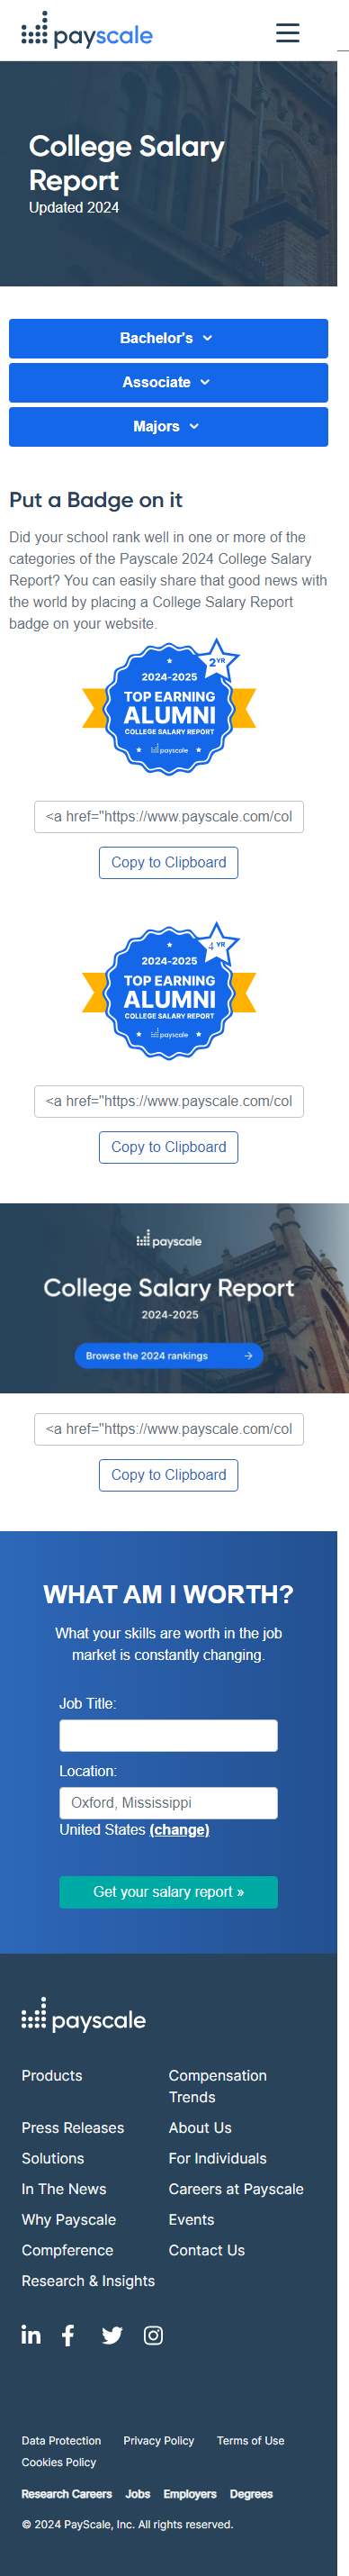 payscale
College Salary
Report
Updated 2024
Bachelor's
Associate
Majors
Put a Badge on it
Did your school rank well in one or more of the
categories of the Payscale 2024 College Salary
Report? You can easily share that good news with
the world by placing a College Salary Report
badge on your website.
2YR
2024-2025
TOP EARNING
ALUMNI
COLLEGE SALARY REPORT
payscale
<a href="https://www.payscale.com/col
Copy to Clipboard
4 YR
2024-2025
TOP EARNING
ALUMNI
COLLEGE SALARY REPORT
payscale
<a href="https://www.payscale.com/col
Copy to Clipboard
payscale
College Salary Report
2024-2025
Browse the 2024 rankings →
<a href="https://www.payscale.com/col
Copy to Clipboard
WHAT AM I WORTH?
What your skills are worth in the job
market is constantly changing.
Job Title:
Location:
Oxford, Mississippi
United States (change)
Get your salary report »
payscale
Products
Compensation
Trends
Press Releases
About Us
Solutions
For Individuals
In The News
Careers at Payscale
Why Payscale
Events
Compference
Contact Us
Research & Insights
Data Protection Privacy Policy Terms of Use
Cookies Policy
Research Careers Jobs Employers Degrees
© 2024 PayScale, Inc. All rights reserved.